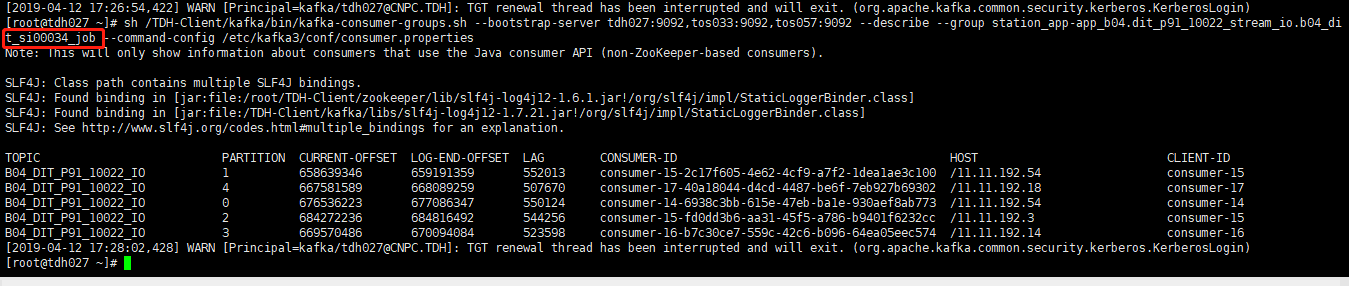 [2019-04-12 17:26:54,422] WARN [Principal=kafka/tdh027@CNPC.TDH]: TGT renewal thread has been interrupted and will exit. (org.apache.kafka.common.security.kerberos.KerberosLogin)
[root@tdh027 ~]# sh /TDH-Client/kafka/bin/kafka-consumer-groups.sh --bootstrap-server tdh027:9092,tos033:9092,tos057:9092 --describe --group station_app-app_b04.dit_p91_10022_stream_io.b04_di
t_si00034_job --command-config /etc/kafka3/conf/consumer.properties
Note: This will only show information about consumers that use the Java consumer API (non-ZooKeeper-based consumers).
SLF4J: Class path contains multiple SLF4J bindings.
SLF4J: Found binding in [jar:file:/root/TDH-Client/zookeeper/lib/slf4j-log4j12-1.6.1.jar!/org/slf4j/impl/StaticLoggerBinder.class]
SLF4J: Found binding in [jar:file:/TDH-Client/kafka/libs/slf4j-log4j12-1.7.21.jar!/org/slf4j/impl/StaticLoggerBinder.class]
SLF4J: See http://www.slf4j.org/codes.html#multiple_bindings for an explanation.
TOPIC PARTITION CURRENT-OFFSET LOG-END-OFFSET LAG CONSUMER-ID HOST CLIENT-ID
B04_DIT_P91_10022_IO 1 658639346 659191359 552013 consumer-15-2c17f605-4e62-4cf9-a7f2-1dea1ae3c100 /11.11.192.54 consumer-15
B04_DIT_P91_10022_IO 4 667581589 668089259 507670 consumer-17-40a18044-d4cd-4487-be6f-7eb927b69302 /11.11.192.18 consumer-17
B04_DIT_P91_10022_IO 0 676536223 677086347 550124 consumer-14-6938c3bb-615e-47eb-ba1e-930aef8ab773 /11.11.192.54 consumer-14
B04_DIT_P91_10022_IO 2 684272236 684816492 544256 consumer-15-fd0dd3b6-aa31-45f5-a786-b9401f6232cc /11.11.192.3 consumer-15
B04_DIT_P91_10022_IO 3 669570486 670094084 523598 consumer-16-b7c30ce7-559c-42c6-b096-64ea05eec574 /11.11.192.14 consumer-16
[2019-04-12 17:28:02,428] WARN [Principal=kafka/tdh027@CNPC.TDH]: TGT renewal thread has been interrupted and will exit. (org.apache.kafka.common.security.kerberos.KerberosLogin)
[root@tdh027 ~]#